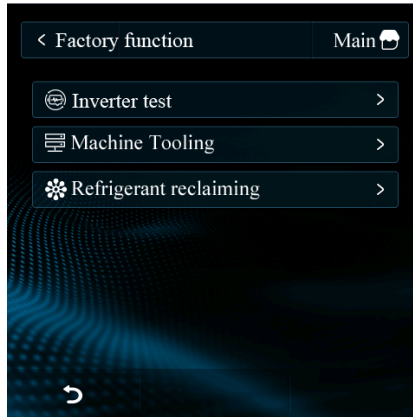 < Factory function Main
Inverter test >
Machine Tooling >
Refrigerant reclaiming >